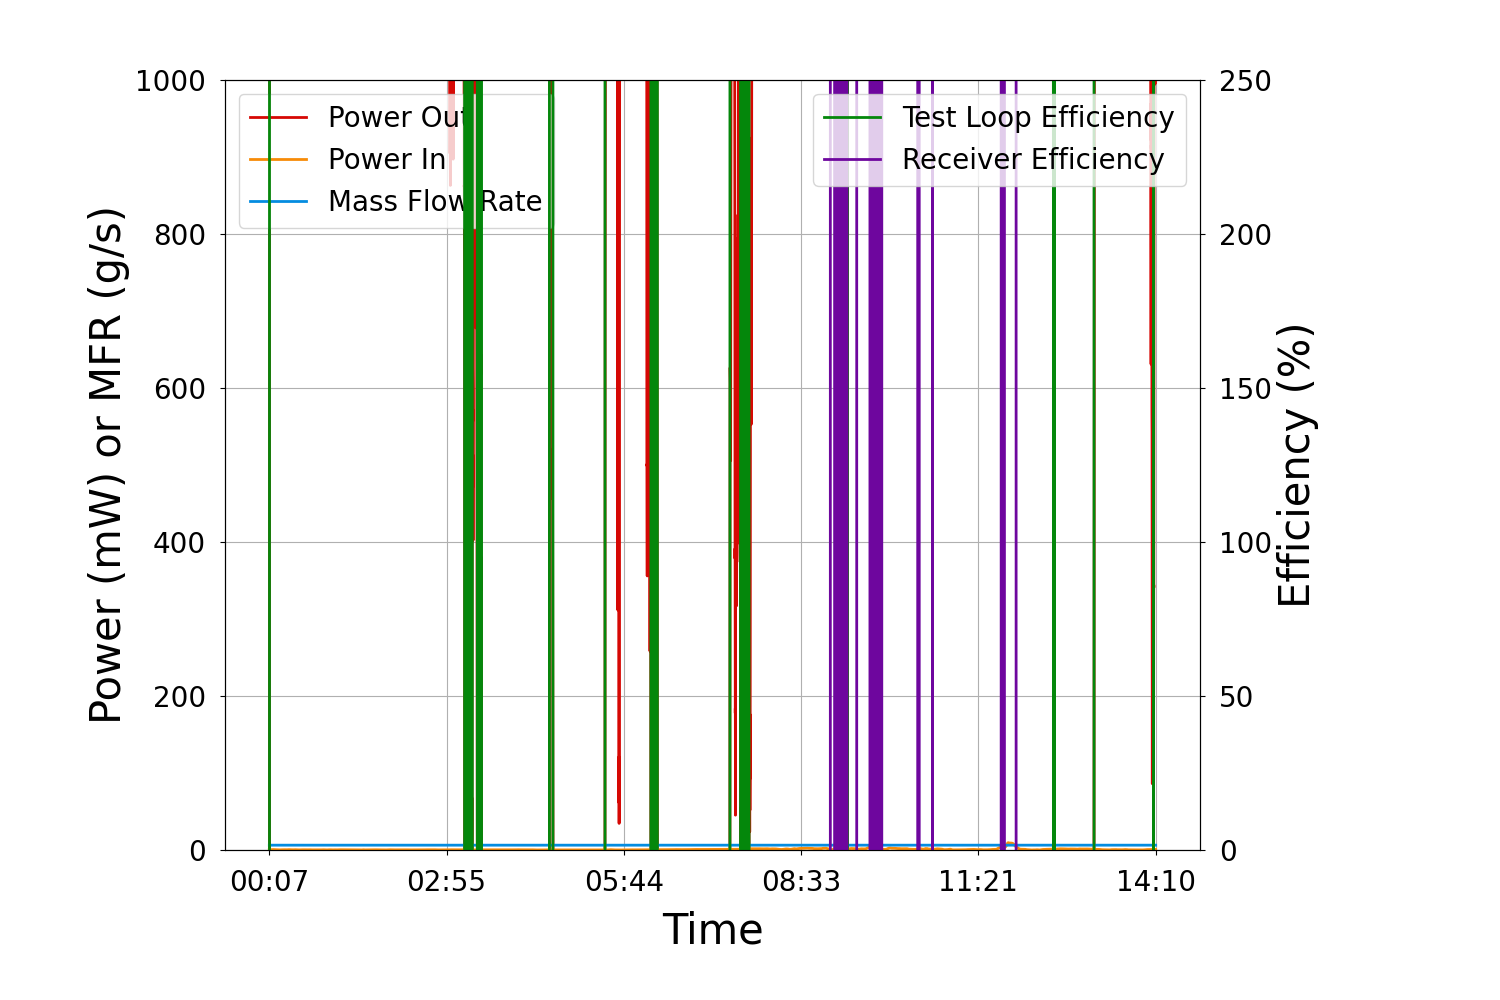 1000
800
600
400
200
0
Power (mW) or MFR (g/s)
Power Out
Power In
Mass Flow Rate
Test Loop Efficiency
Receiver Efficiency
250
200
150
100
50
0
Efficiency (%)
00:07 02:55 05:44 08:33 11:21 14:10
Time